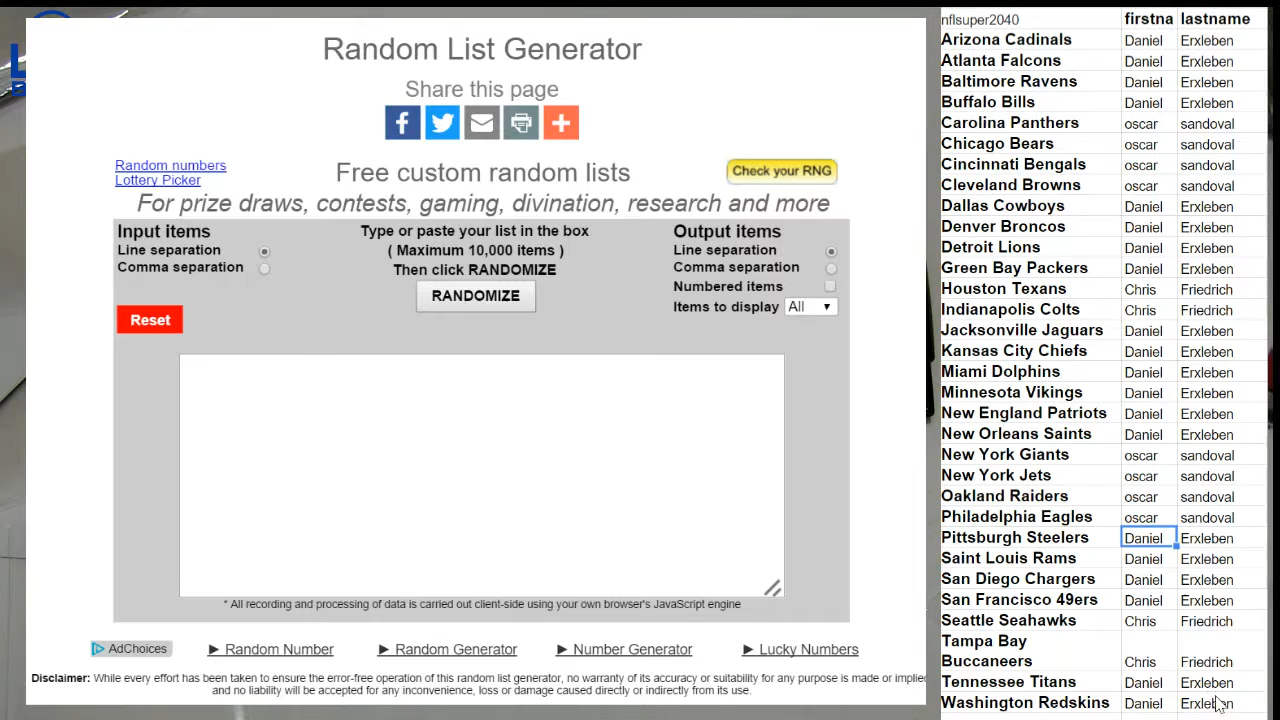 Random List Generator
Share this page
Random numbers
Lottery Picker
Free custom random lists
Check your RNG
For prize draws, contests, gaming, divination, research and more
Input items
Line separation
Comma separation
Reset
Type or paste your list in the box
( Maximum 10,000 items )
Then click RANDOMIZE
RANDOMIZE
Output items
Line separation
Comma separation
Numbered items
Items to display All
* All recording and processing of data is carried out client-side using your own browser's JavaScript engine
AdChoices
► Random Number
► Random Generator
► Number Generator
► Lucky Numbers
Disclaimer: While every effort has been taken to ensure the error-free operation of this random list generator, no warranty of its accuracy or suitability for any purpose is made or implied
and no liability will be accepted for any inconvenience, loss or damage caused directly or indirectly from its use.
nflsuper2040 firstna lastname
Arizona Cadinals Daniel Erxleben
Atlanta Falcons Daniel Erxleben
Baltimore Ravens Daniel Erxleben
Buffalo Bills Daniel Erxleben
Carolina Panthers oscar sandoval
Chicago Bears oscar sandoval
Cincinnati Bengals oscar sandoval
Cleveland Browns oscar sandoval
Dallas Cowboys Daniel Erxleben
Denver Broncos Daniel Erxleben
Detroit Lions Daniel Erxleben
Green Bay Packers Daniel Erxleben
Houston Texans Chris Friedrich
Indianapolis Colts Chris Friedrich
Jacksonville Jaguars Daniel Erxleben
Kansas City Chiefs Daniel Erxleben
Miami Dolphins Daniel Erxleben
Minnesota Vikings Daniel Erxleben
New England Patriots Daniel Erxleben
New Orleans Saints Daniel Erxleben
New York Giants oscar sandoval
New York Jets oscar sandoval
Oakland Raiders oscar sandoval
Philadelphia Eagles oscar sandoval
Pittsburgh Steelers Daniel Erxleben
Saint Louis Rams Daniel Erxleben
San Diego Chargers Daniel Erxleben
San Francisco 49ers Daniel Erxleben
Seattle Seahawks Chris Friedrich
Tampa Bay
Buccaneers Chris Friedrich
Tennessee Titans Daniel Erxleben
Washington Redskins Daniel Erxleben